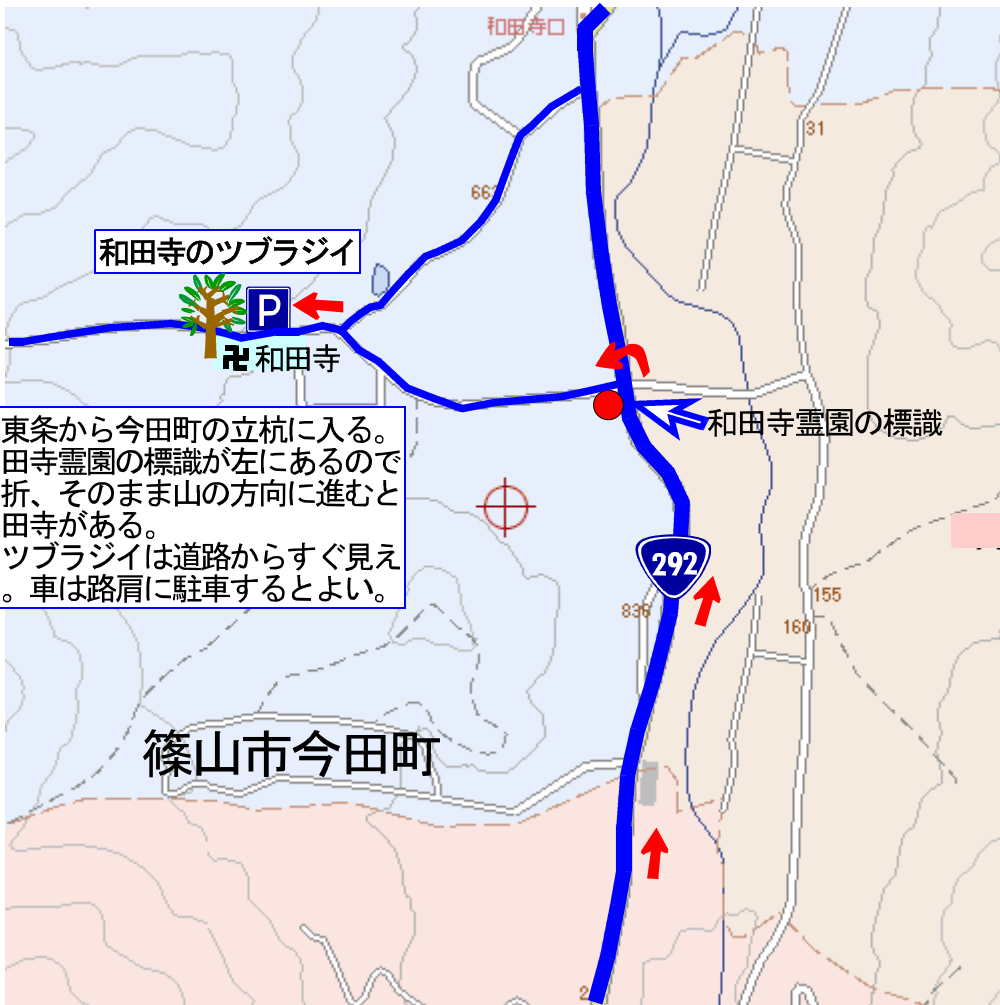 和田寺口
31
663
和田寺のツブラジイ
P
卍和田寺
和田寺霊園の標識
東条から今田町の立杭に入る。
田寺霊園の標識が左にあるので
折、そのまま山の方向に進むと
田寺がある。
ツブラジイは道路からすぐ見え
。車は路肩に駐車するとよい。
292
836
155
160
篠山市今田町
2